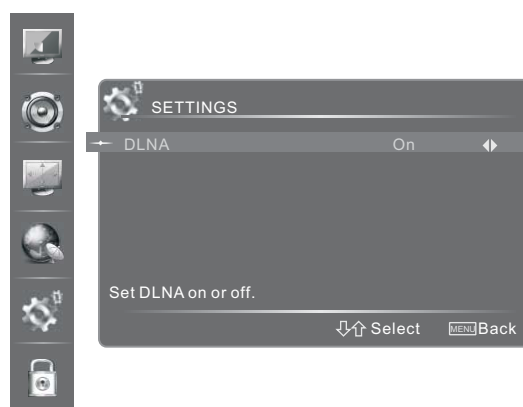 SETTINGS
DLNA On
Set DLNA on or off.
Select MENU Back